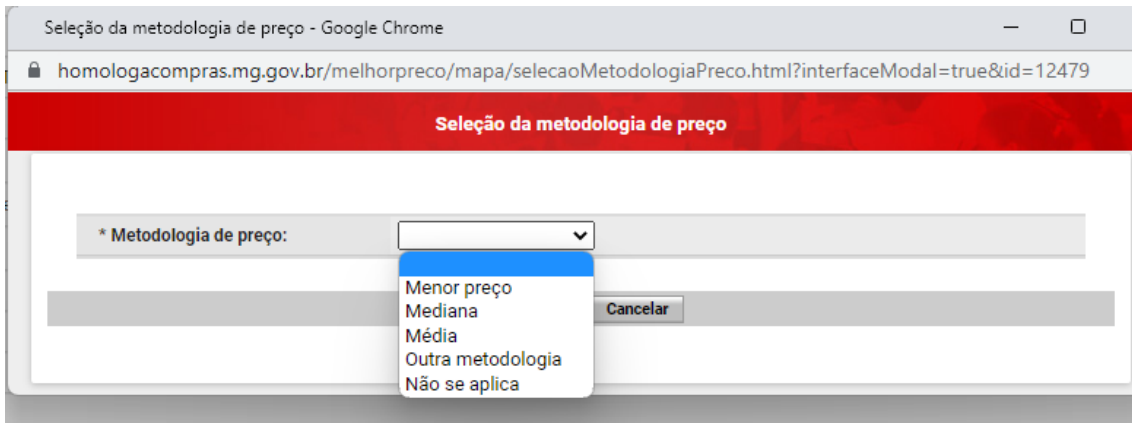 Seleção da metodologia de preço - Google Chrome
homologacompras.mg.gov.br/melhorpreco/mapa/selecaoMetodologiaPreco.html?interfaceModal=true&id=12479
Seleção da metodologia de preço
* Metodologia de preço:
Menor preço
Mediana
Cancelar
Média
Outra metodologia
Não se aplica